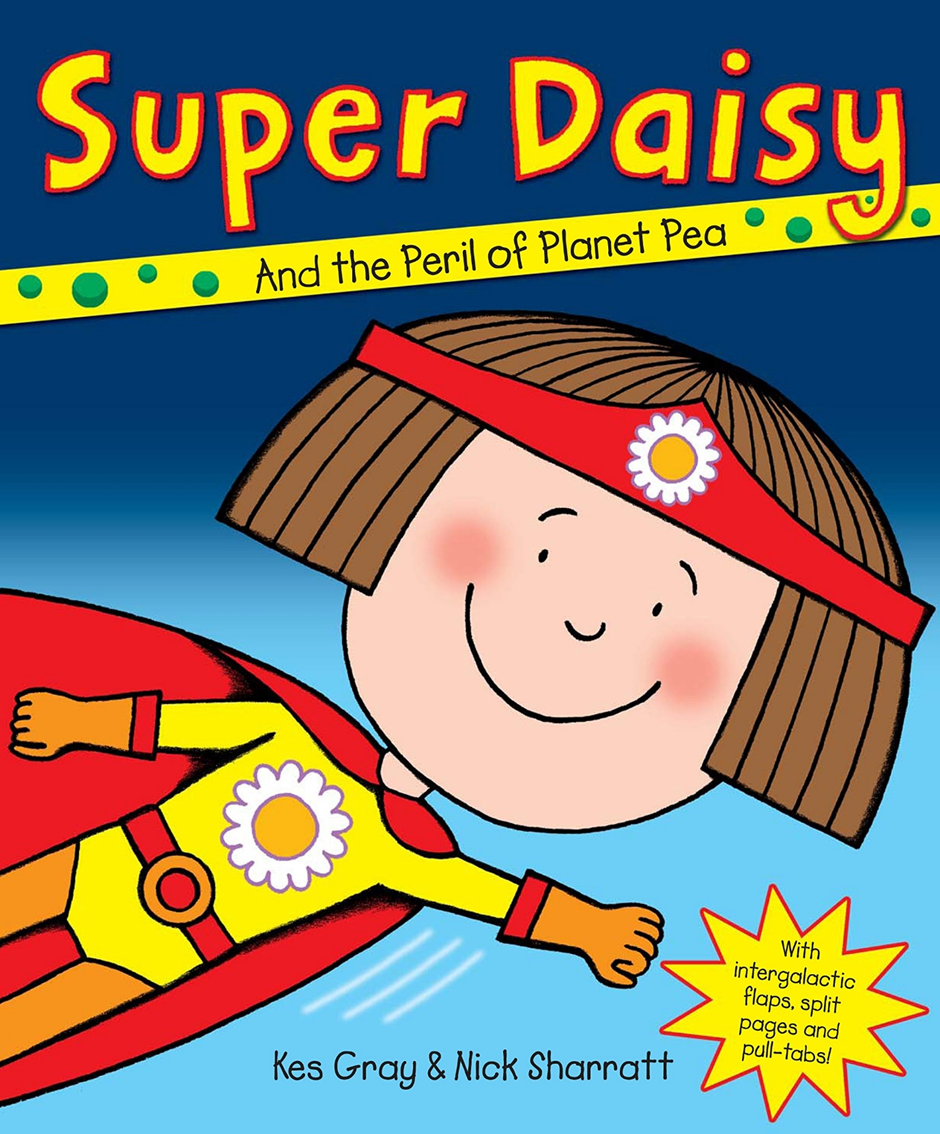 Super Daisy
And the Peril of Planet Pea
With
intergalactic
flaps, split
pages and
pull-tabs!
Kes Gray & Nick Sharratt